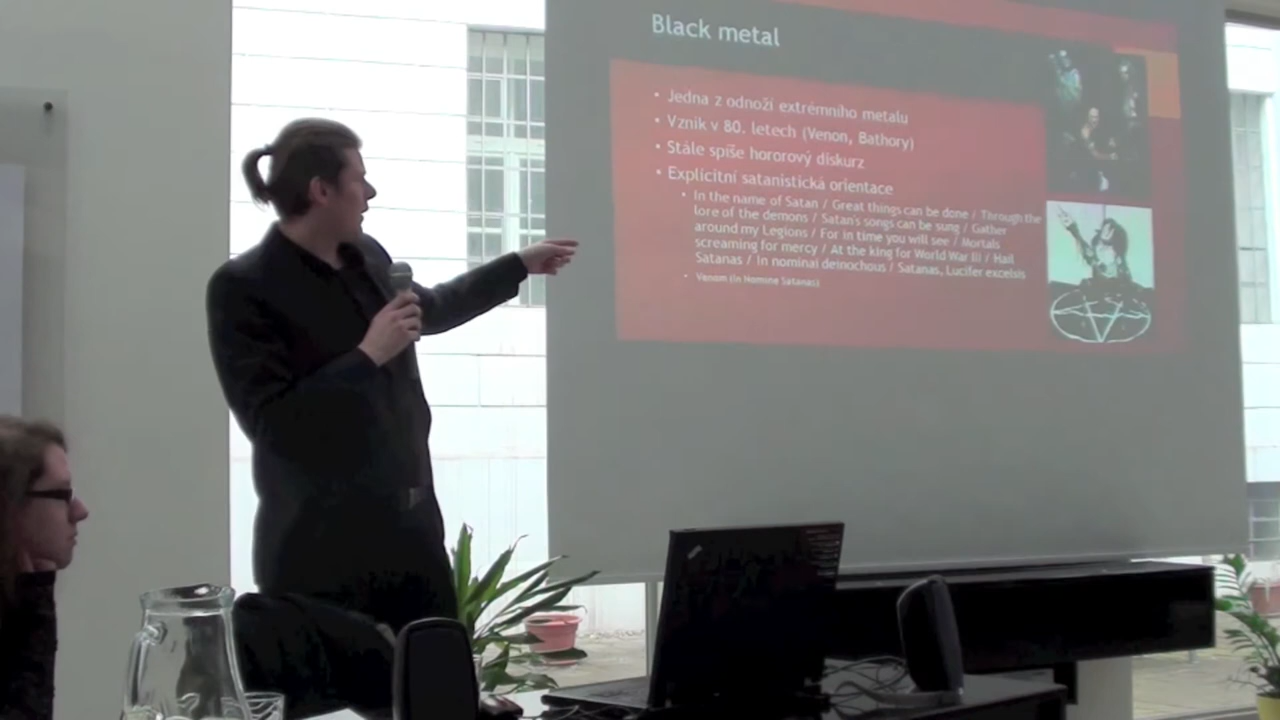 Black metal
Jedna z odnoží extrémního metalu
Vznik v 80. letech (Venon, Bathory)
Stále spíše hororový diskurz
Explicitní satanistická orientace
In the name of Satan / Great things can be done / Through the
lore of the demons / Satan's songs can be sung / Gather
around my Legions / For in time you will see / Mortals
screaming for mercy / At the king for World War III / Hail
Satanas / In nominai deinochous / Satanas, Lucifer excelsis
Venom (In Nomine Satanas)